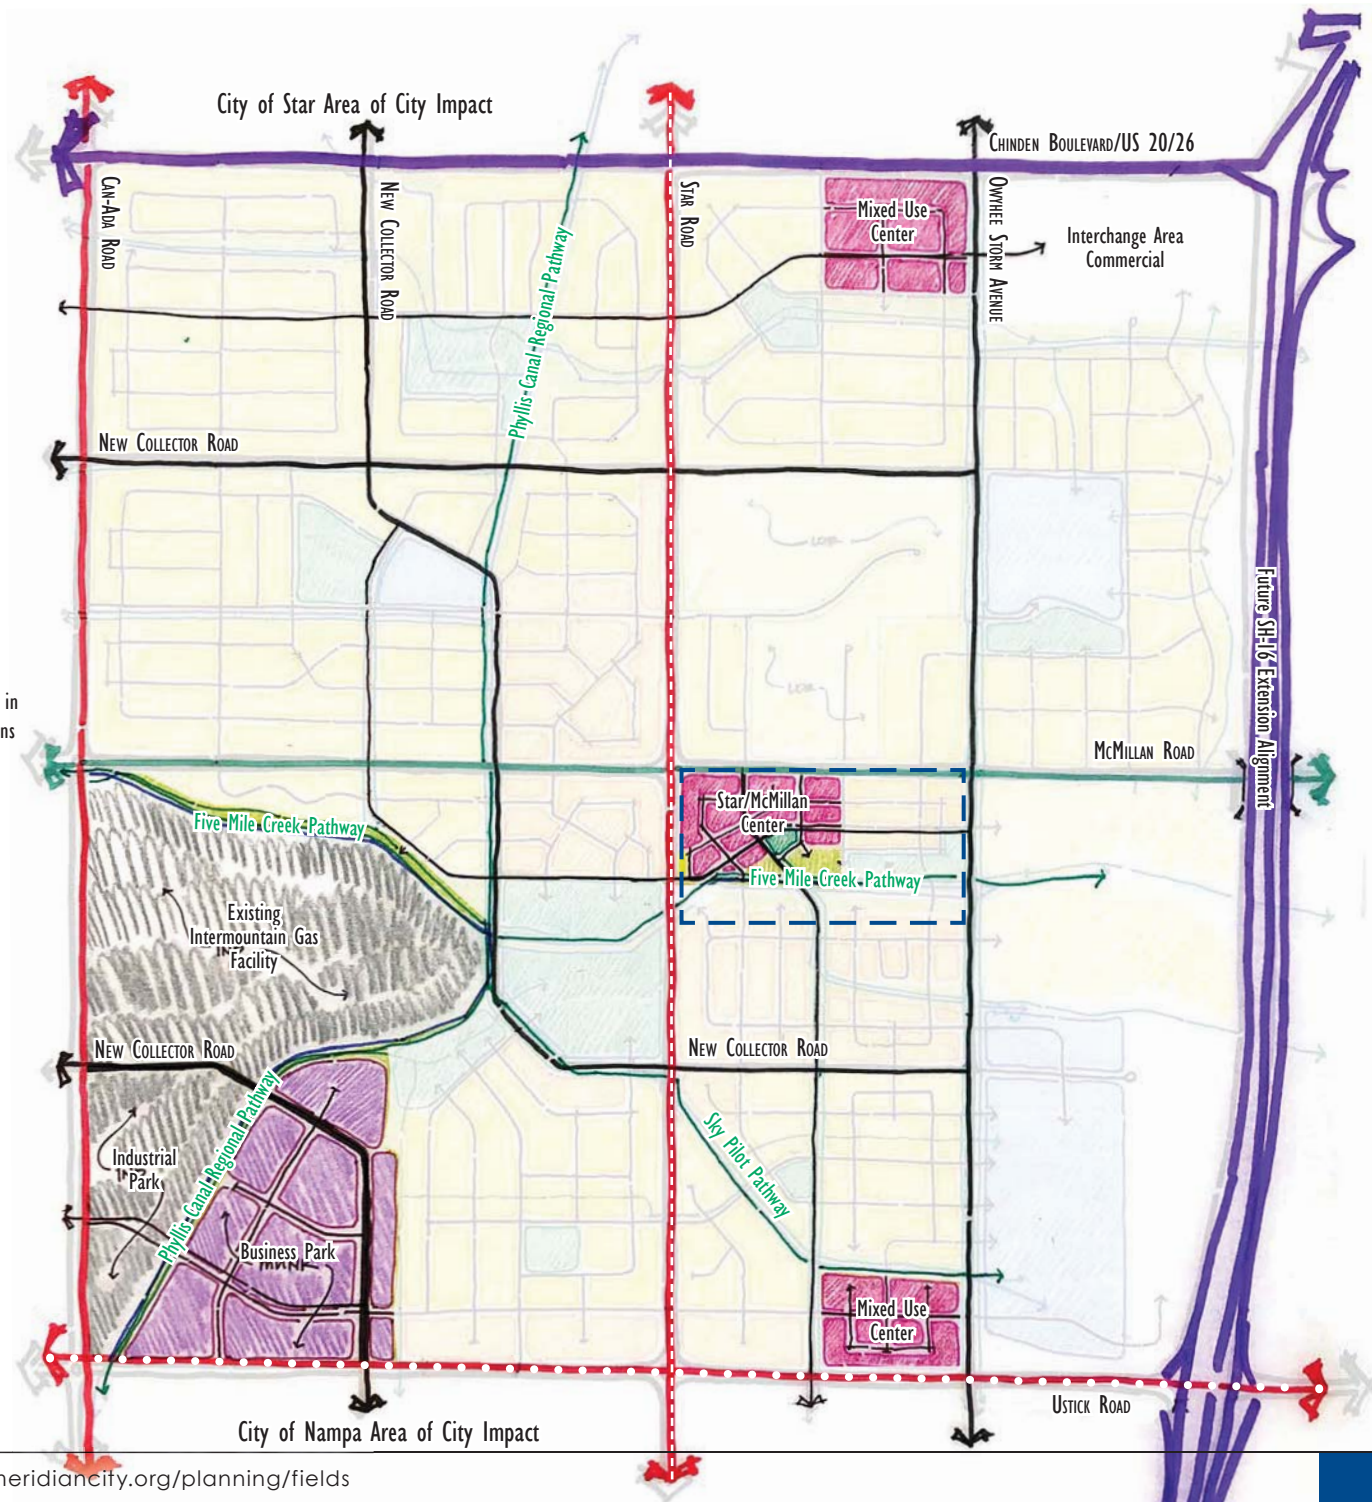 City of Star Area of City Impact
Chinden Boulevard/US 20/26
Can-Ada Road
New Collector Road
Star Road
Mixed Use
Center
Owyhee Storm Avenue
Interchange Area
Commercial
Phyllis Canal Regional Pathway
New Collector Road
LDR
Future SH-16 Extension Alignment
in
ns
McMillan Road
Star/McMillan
Center
Five Mile Creek Pathway
Five Mile Creek Pathway
Existing
Intermountain Gas
Facility
New Collector Road
New Collector Road
Phyllis Canal Regional Pathway
Sky Pilot Pathway
Industrial
Park
Business Park
Mixed Use
Center
Ustick Road
City of Nampa Area of City Impact
meridiancity.org/planning/fields